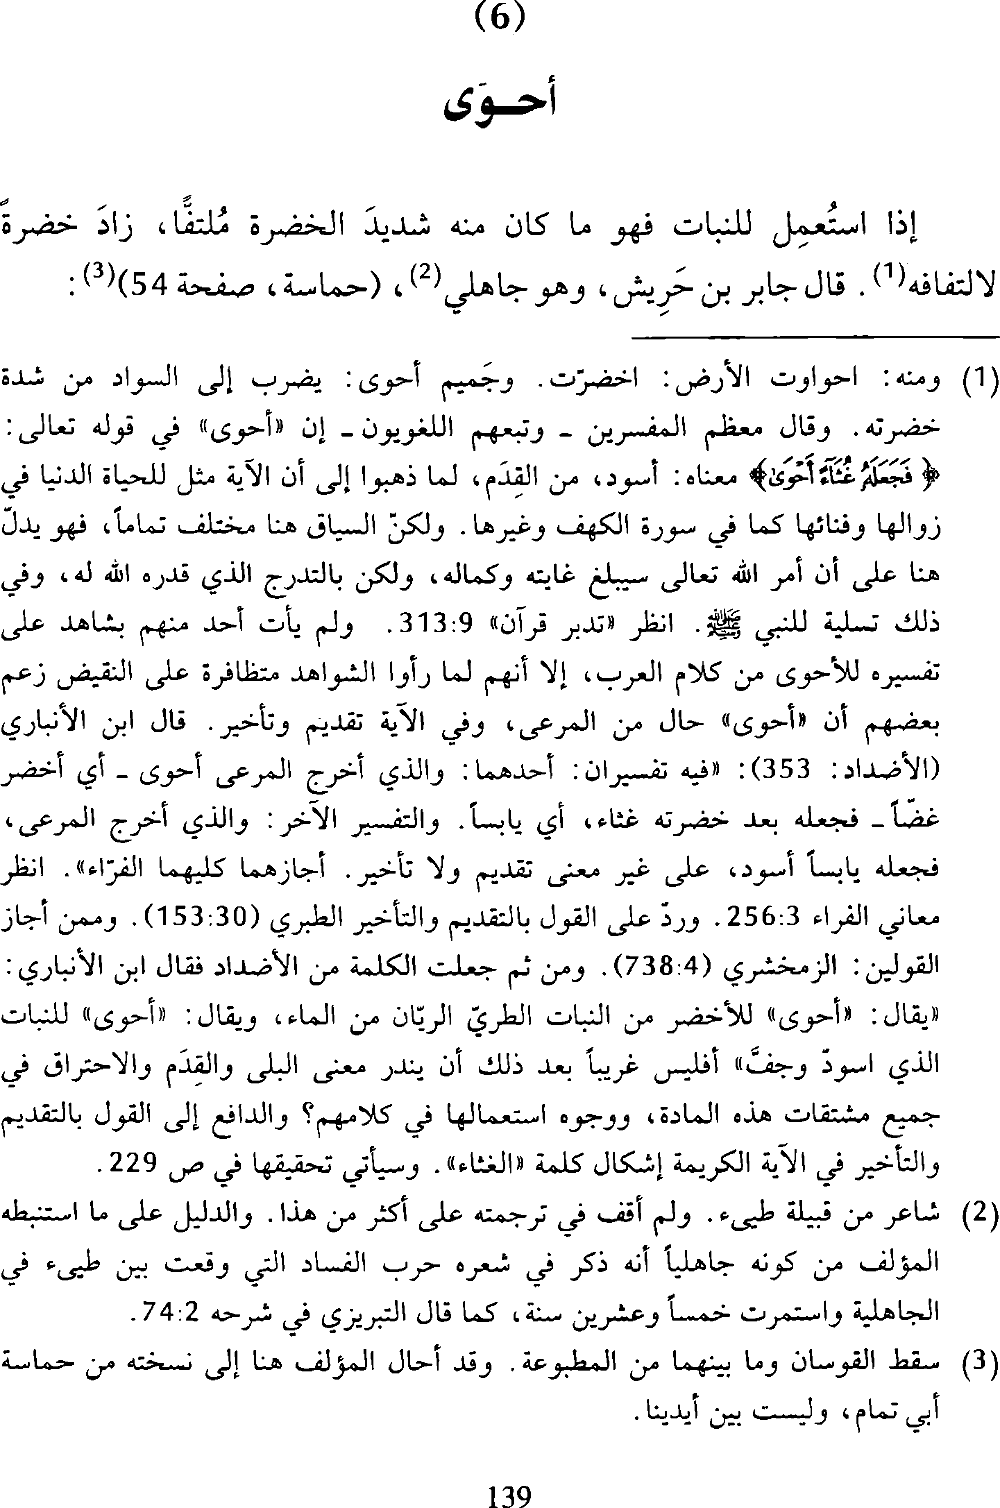 (6)
أحـوَى
إذا استُعمِل للنبات فهو ما كان منه شديدَ الخضرة مُلتفًّا، زادَ خضرةً
لالتفافه(1). قال جابر بن حَرِيش، وهو جاهلي(2)، (حماسة، صفحة 54)(3):
(1) ومنه: احواوت الأرض: اخضرّت. وجَميم أحوى: يضرب إلى السواد من شدة
خضرته. وقال معظم المفسرين ـ وتبعهم اللغويون ـ إن «أحوى» في قوله تعالى:
﴿فَجَعَلَهُ غُثَاءً أَحْوَىٰ﴾ معناه: أسود، من القِدَم، لما ذهبوا إلى أن الآية مثل للحياة الدنيا في
زوالها وفنائها كما في سورة الكهف وغيرها. ولكنّ السياق هنا مختلف تماماً، فهو يدلّ
هنا على أن أمر الله تعالى سيبلغ غايته وكماله، ولكن بالتدرج الذي قدره الله له، وفي
ذلك تسلية للنبي ﷺ. انظر «تدبر قرآن» 313:9. ولم يأت أحد منهم بشاهد على
تفسيره للأحوى من كلام العرب، إلا أنهم لما رأوا الشواهد متظافرة على النقيض زعم
بعضهم أن «أحوى» حال من المرعى، وفي الآية تقديم وتأخير. قال ابن الأنباري
(الأضداد: 353): «فيه تفسيران: أحدهما: والذي أخرج المرعى أحوى ـ أي أخضر
غضّاً ـ فجعله بعد خضرته غثاء، أي يابساً. والتفسير الآخر: والذي أخرج المرعى،
فجعله يابساً أسود، على غير معنى تقديم ولا تأخير. أجازهما كليهما الفرّاء». انظر
معاني الفراء 256:3. وردّ على القول بالتقديم والتأخير الطبري (153:30). وممن أجاز
القولين: الزمخشري (738:4). ومن ثم جعلت الكلمة من الأضداد فقال ابن الأنباري:
«يقال: «أحوى» للأخضر من النبات الطريّ الريّان من الماء، ويقال: «أحوى» للنبات
الذي اسودّ وجفَّ» أفليس غريباً بعد ذلك أن يندر معنى البلى والقِدَم والاحتراق في
جميع مشتقات هذه المادة، ووجوه استعمالها في كلامهم؟ والدافع إلى القول بالتقديم
والتأخير في الآية الكريمة إشكال كلمة «الغثاء». وسيأتي تحقيقها في ص 229.
(2) شاعر من قبيلة طيىء. ولم أقف في ترجمته على أكثر من هذا. والدليل على ما استنبطه
المؤلف من كونه جاهلياً أنه ذكر في شعره حرب الفساد التي وقعت بين طيىء في
الجاهلية واستمرت خمساً وعشرين سنة، كما قال التبريزي في شرحه 74:2.
(3) سقط القوسان وما بينهما من المطبوعة. وقد أحال المؤلف هنا إلى نسخته من حماسة
أبي تمام، وليست بين أيدينا.
139